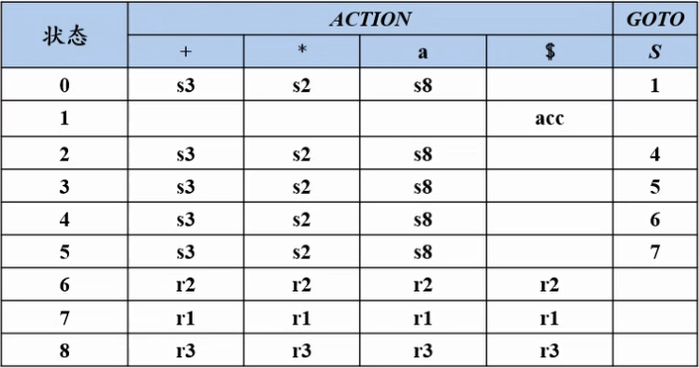 状态 ACTION GOTO
+ * a $ S
0 s3 s2 s8 1
1 acc
2 s3 s2 s8 4
3 s3 s2 s8 5
4 s3 s2 s8 6
5 s3 s2 s8 7
6 r2 r2 r2 r2
7 r1 r1 r1 r1
8 r3 r3 r3 r3